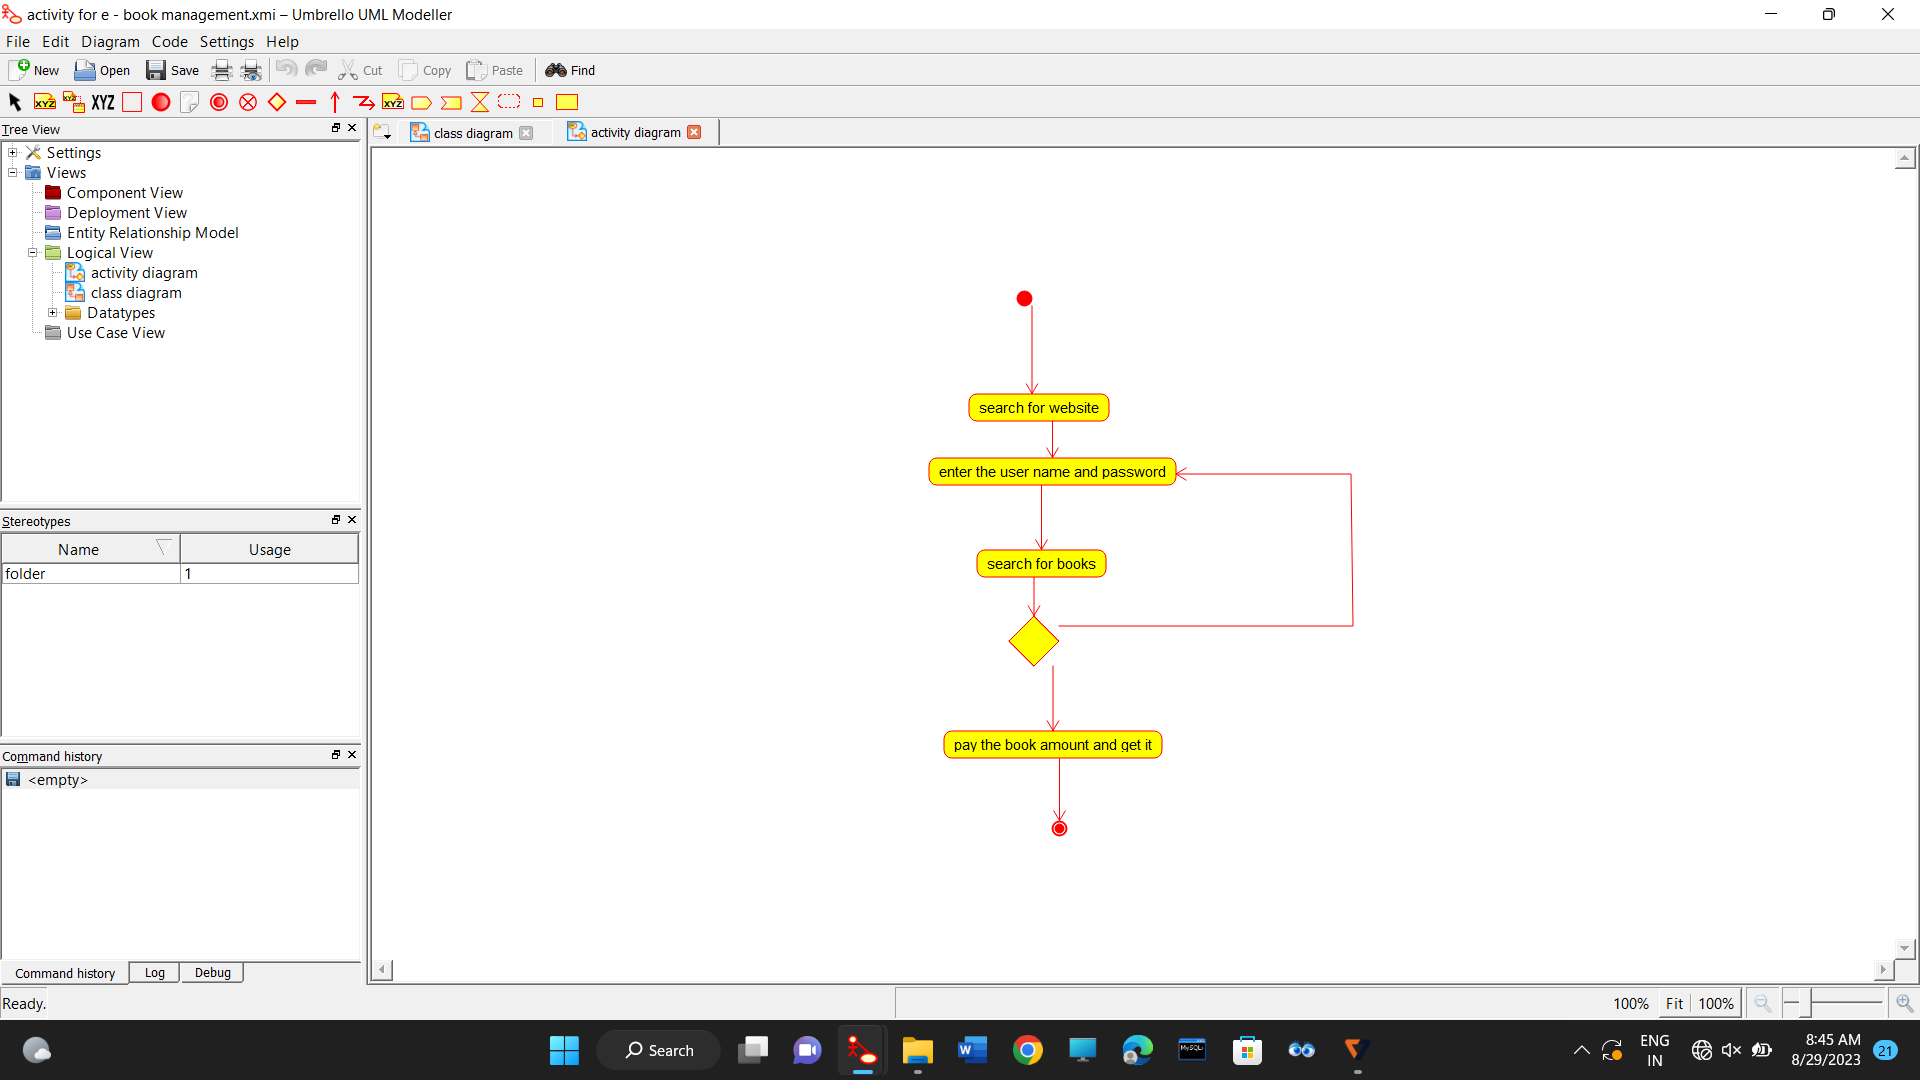 activity for e - book management.xmi – Umbrello UML Modeller
File Edit Diagram Code Settings Help
New Open Save Cut Copy Paste Find
XYZ XYZ XYZ XYZ
Tree View
class diagram activity diagram
Settings
Views
Component View
Deployment View
Entity Relationship Model
Logical View
activity diagram
class diagram
Datatypes
Use Case View
search for website
enter the user name and password
search for books
pay the book amount and get it
Stereotypes
Name Usage
folder 1
Command history
<empty>
Command history Log Debug
Ready.
100% Fit 100%
Search
W
MySQL
ENG
IN
8:45 AM
8/29/2023
21